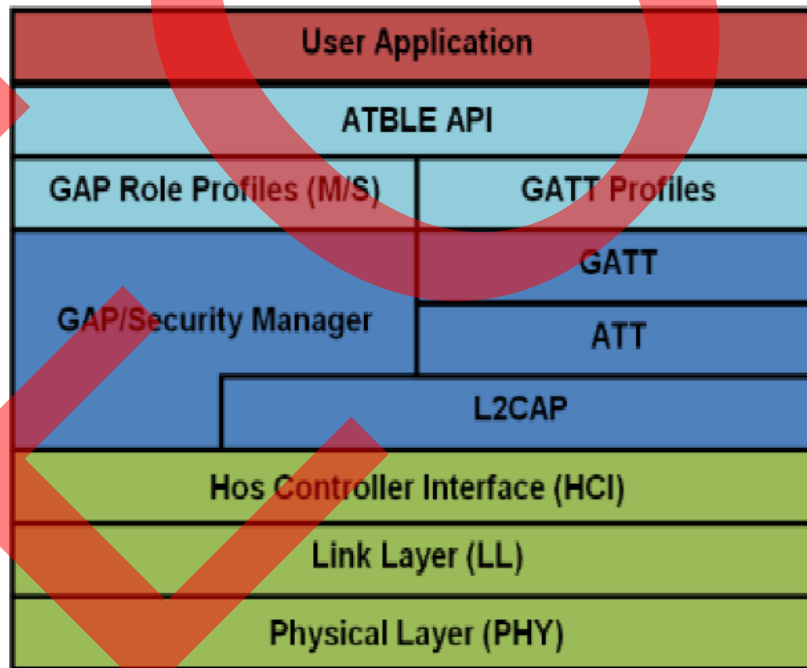 User Application
ATBLE API
GAP Role Profiles (M/S)
GATT Profiles
GATT
GAP/Security Manager
ATT
L2CAP
Hos Controller Interface (HCI)
Link Layer (LL)
Physical Layer (PHY)